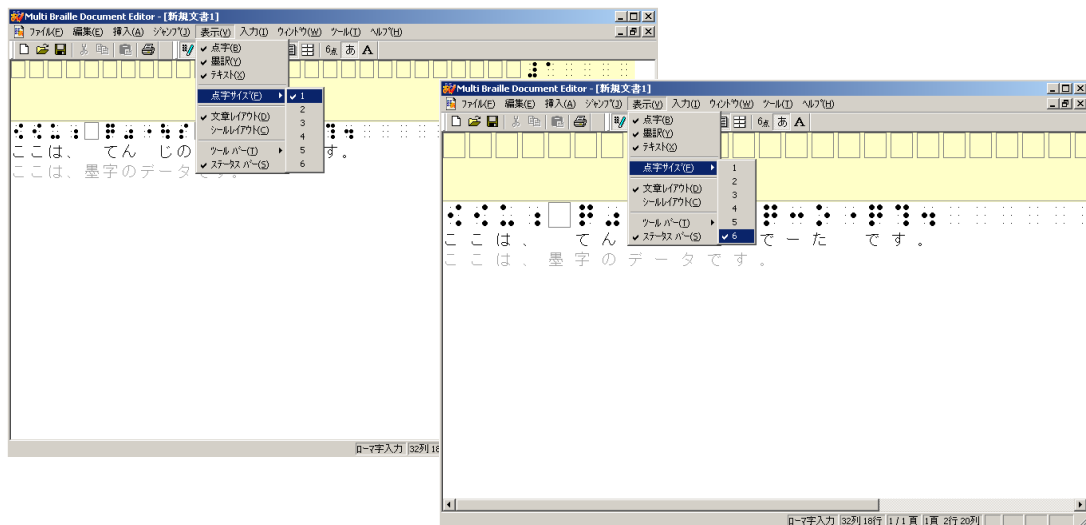 Multi Braille Document Editor - [新規文書1]
ファイル(F) 編集(E) 挿入(A) ジャンプ(J) 表示(V) 入力(I) ウィンドウ(W) ツール(T) ヘルプ(H)
6点 あ A
✓ 点字(B)
✓ 墨訳(Y)
✓ テキスト(X)
点字サイズ(F)
✓ 1
2
3
4
5
6
✓ 文章レイアウト(D)
シールレイアウト(C)
ツール バー(T)
✓ ステータス バー(S)
ここは、 てん じの す。
ここは、墨字のデータです。
ローマ字入力 32列 18
Multi Braille Document Editor - [新規文書1]
ファイル(F) 編集(E) 挿入(A) ジャンプ(J) 表示(V) 入力(I) ウィンドウ(W) ツール(T) ヘルプ(H)
6点 あ A
✓ 点字(B)
✓ 墨訳(Y)
✓ テキスト(X)
点字サイズ(F)
1
2
3
4
5
✓ 6
✓ 文章レイアウト(D)
シールレイアウト(C)
ツール バー(T)
✓ ステータス バー(S)
ここは、 てん でーた です。
ここは、墨字のデータです。
ローマ字入力 32列 18行 1 / 1 頁 1頁 2行 20列